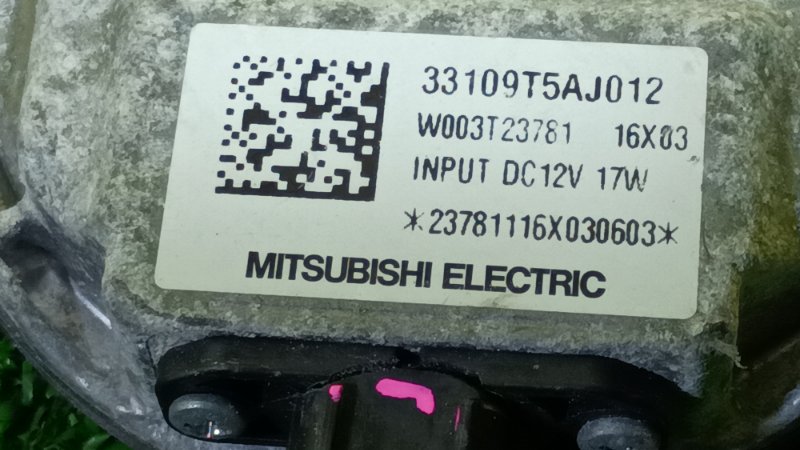 33109T5AJ012
W003T23781 16X03
INPUT DC12V 17W
*23781116X030603*
MITSUBISHI ELECTRIC